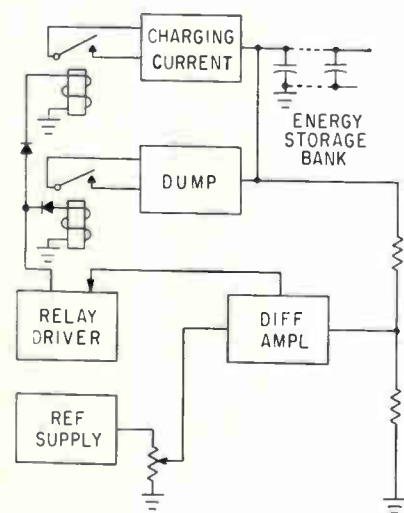 CHARGING
CURRENT
ENERGY
STORAGE
BANK
DUMP
RELAY
DRIVER
DIFF
AMPL
REF
SUPPLY